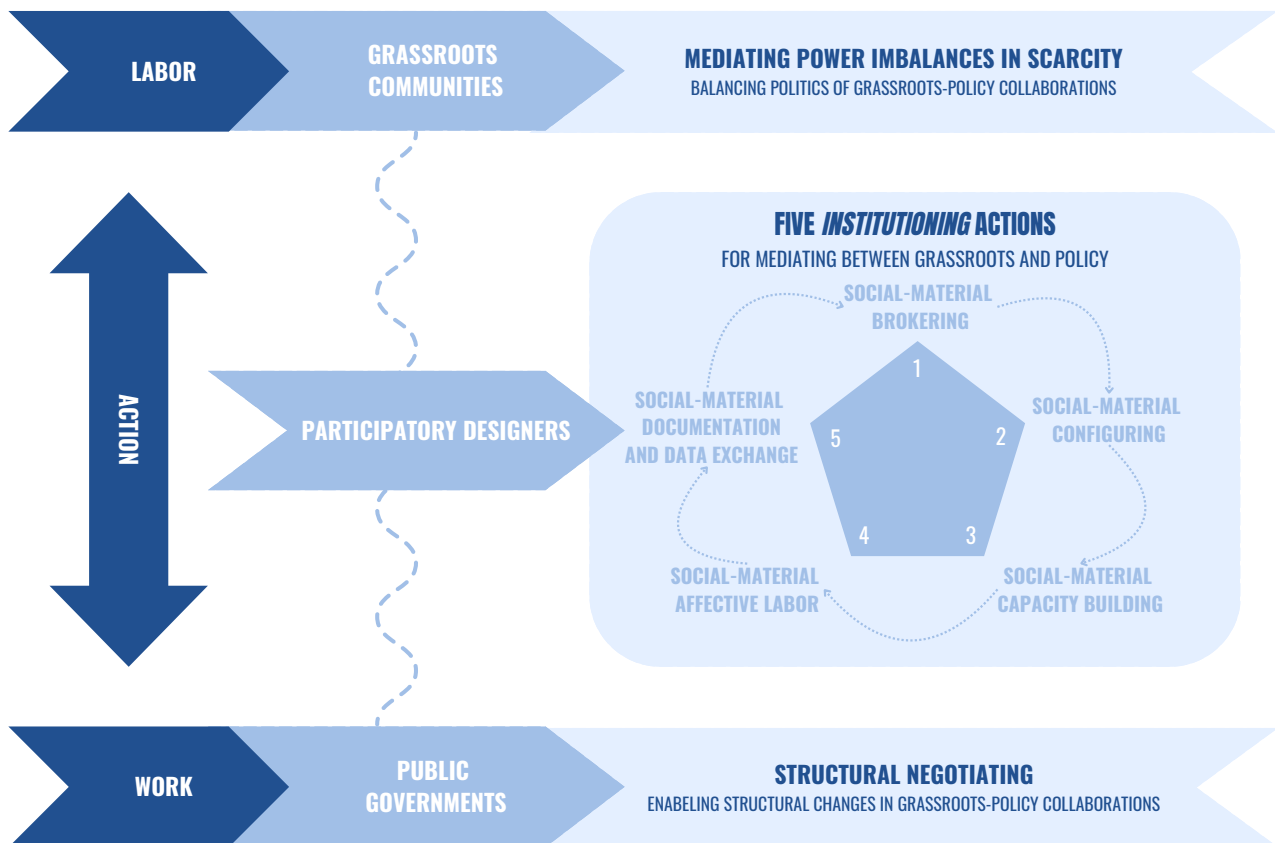 LABOR
GRASSROOTS
COMMUNITIES
MEDIATING POWER IMBALANCES IN SCARCITY
BALANCING POLITICS OF GRASSROOTS-POLICY COLLABORATIONS
ACTION
PARTICIPATORY DESIGNERS
FIVE INSTITUTIONING ACTIONS
FOR MEDIATING BETWEEN GRASSROOTS AND POLICY
SOCIAL-MATERIAL
BROKERING
1
SOCIAL-MATERIAL
CONFIGURING
2
SOCIAL-MATERIAL
CAPACITY BUILDING
3
SOCIAL-MATERIAL
AFFECTIVE LABOR
4
SOCIAL-MATERIAL
DOCUMENTATION
AND DATA EXCHANGE
5
WORK
PUBLIC
GOVERNMENTS
STRUCTURAL NEGOTIATING
ENABELING STRUCTURAL CHANGES IN GRASSROOTS-POLICY COLLABORATIONS